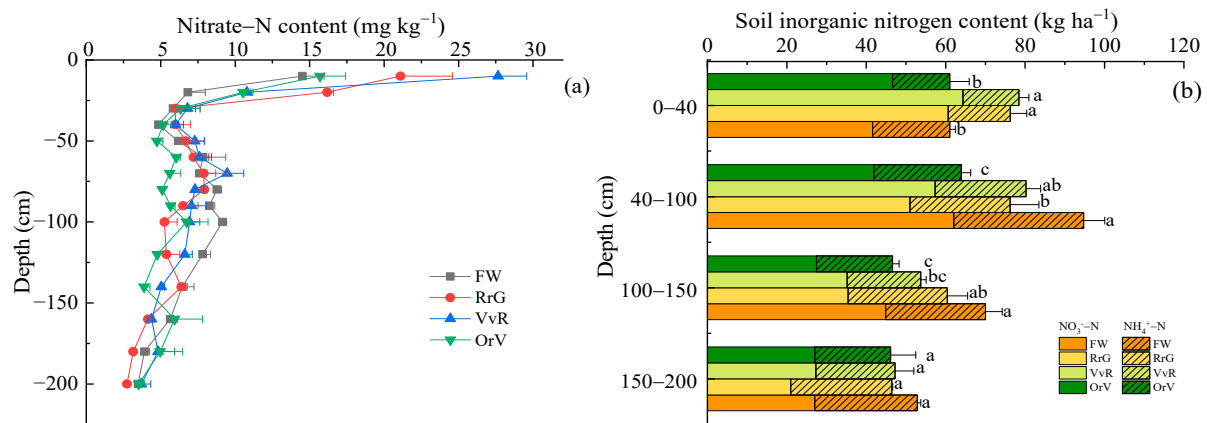 Nitrate–N content (mg kg⁻¹)
0 5 10 15 20 25 30
0
−50
−100
−150
−200
Depth (cm)
(a)
FW
RrG
VvR
OrV
Soil inorganic nitrogen content (kg ha⁻¹)
0 20 40 60 80 100 120
Depth (cm)
(b)
0–40
b
a
a
b
40–100
c
ab
b
a
100–150
c
bc
ab
a
150–200
a
a
a
a
NO₃⁻–N NH₄⁺–N
FW FW
RrG RrG
VvR VvR
OrV OrV